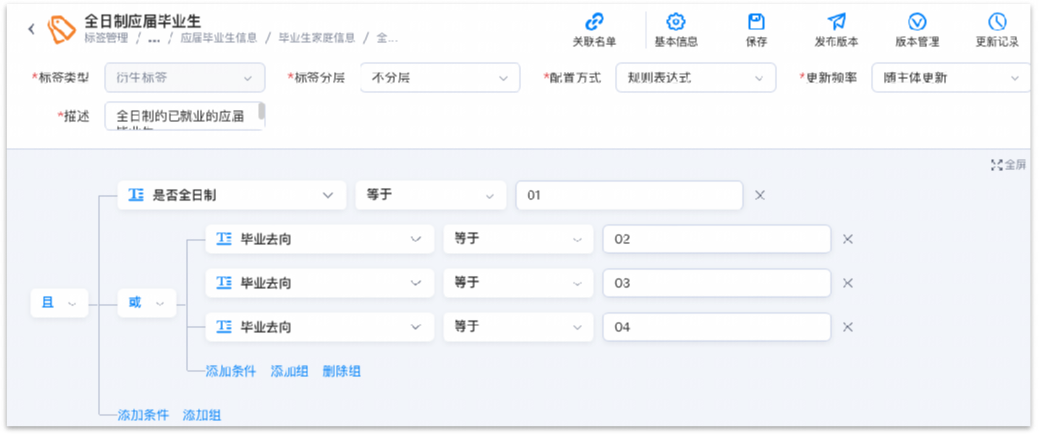 全日制应届毕业生
标签管理 / ... / 应届毕业生信息 / 毕业生家庭信息 / 全...
关联名单 基本信息 保存 发布版本 版本管理 更新记录
*标签类型 衍生标签 *标签分层 不分层 *配置方式 规则表达式 *更新频率 随主体更新
*描述 全日制的已就业的应届
毕业生
全屏
是否全日制 等于 01
毕业去向 等于 02
毕业去向 等于 03
且 或
毕业去向 等于 04
添加条件 添加组 删除组
添加条件 添加组